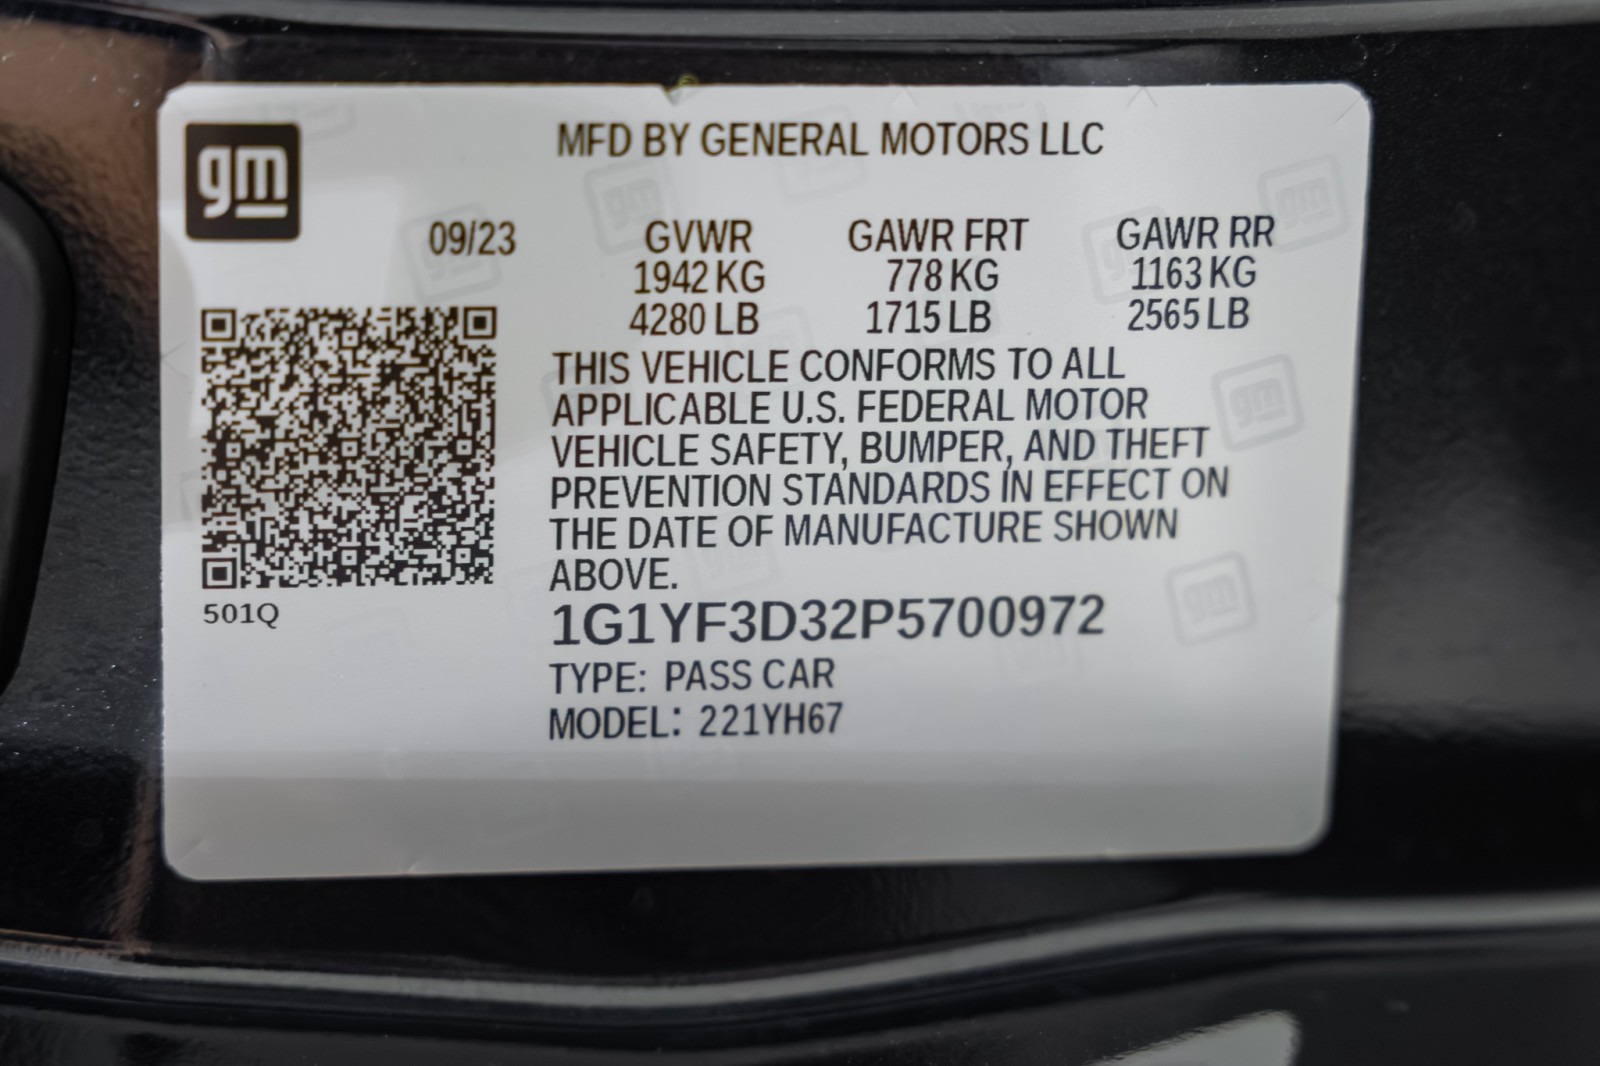 gm
MFD BY GENERAL MOTORS LLC
09/23 GVWR GAWR FRT GAWR RR
1942 KG 778 KG 1163 KG
4280 LB 1715 LB 2565 LB
THIS VEHICLE CONFORMS TO ALL
APPLICABLE U.S. FEDERAL MOTOR
VEHICLE SAFETY, BUMPER, AND THEFT
PREVENTION STANDARDS IN EFFECT ON
THE DATE OF MANUFACTURE SHOWN
ABOVE.
501Q
1G1YF3D32P5700972
TYPE: PASS CAR
MODEL: 221YH67